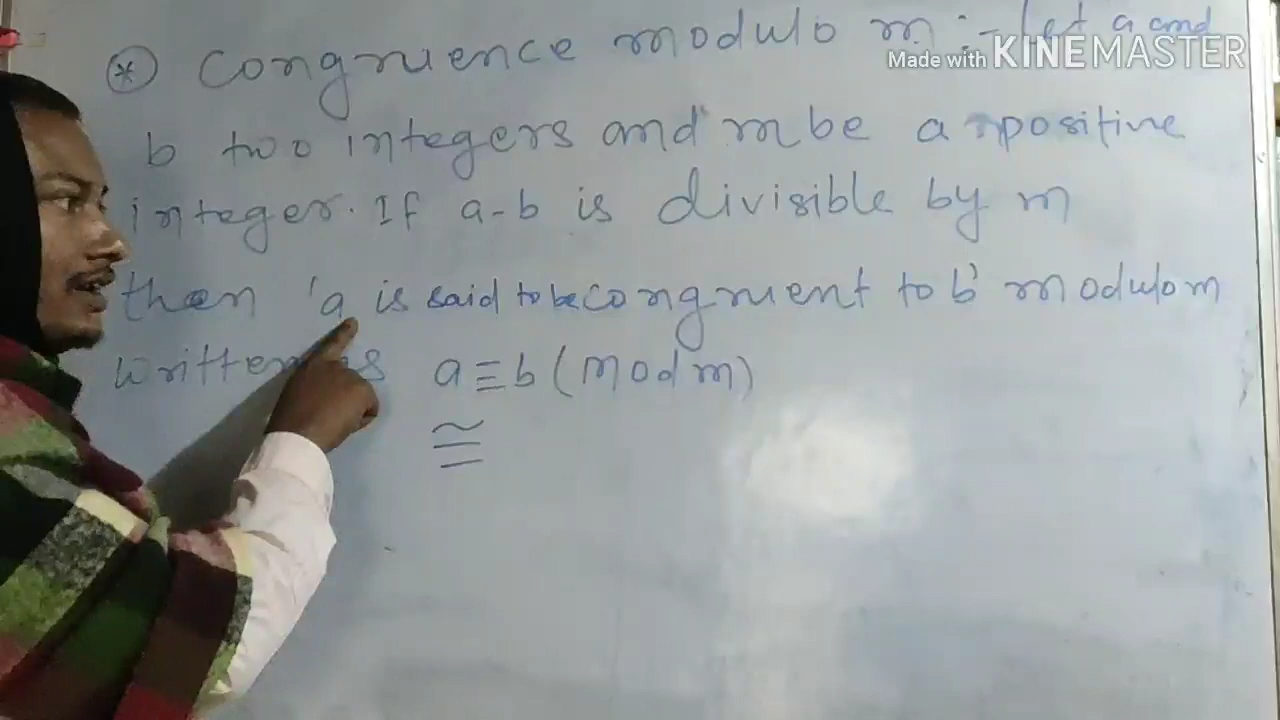 * Congruence modulo m :- let a and
Made with KINEMASTER
b two integers and m be a positive
integer. If a-b is divisible by m
then 'a is said to be congruent to b' modulo m
written as a ≡ b (mod m)
≅